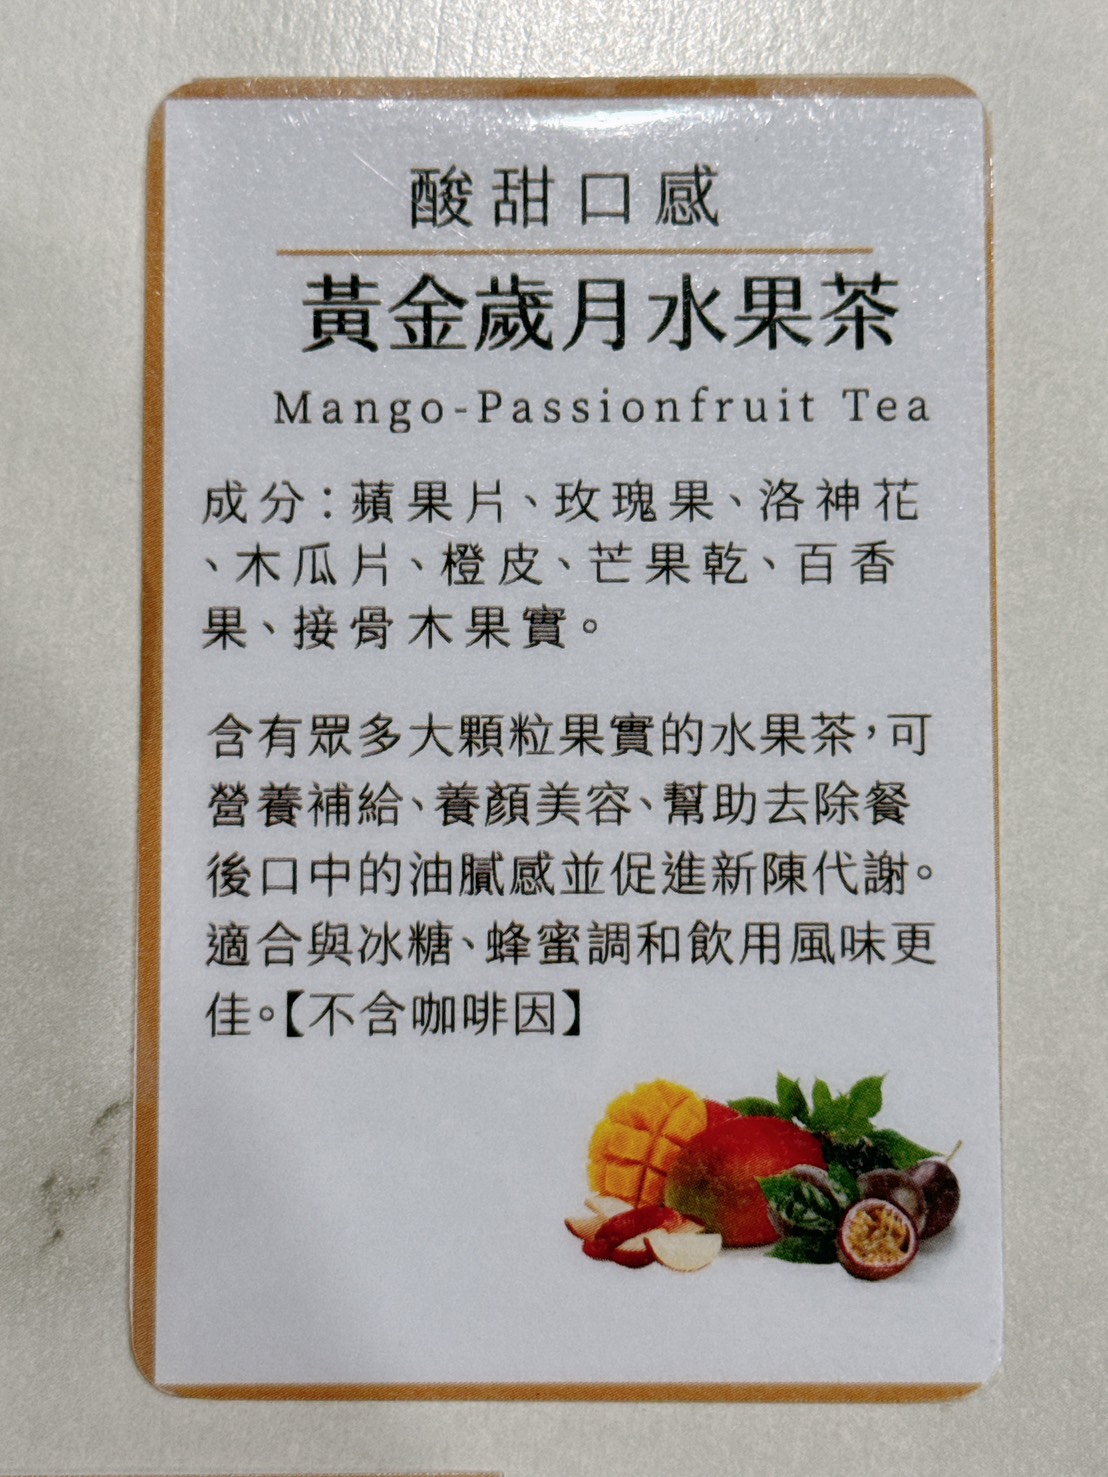 酸甜口感
黃金歲月水果茶
Mango-Passionfruit Tea
成分：蘋果片、玫瑰果、洛神花
、木瓜片、橙皮、芒果乾、百香
果、接骨木果實。
含有眾多大顆粒果實的水果茶，可
營養補給、養顏美容、幫助去除餐
後口中的油膩感並促進新陳代謝。
適合與冰糖、蜂蜜調和飲用風味更
佳。【不含咖啡因】